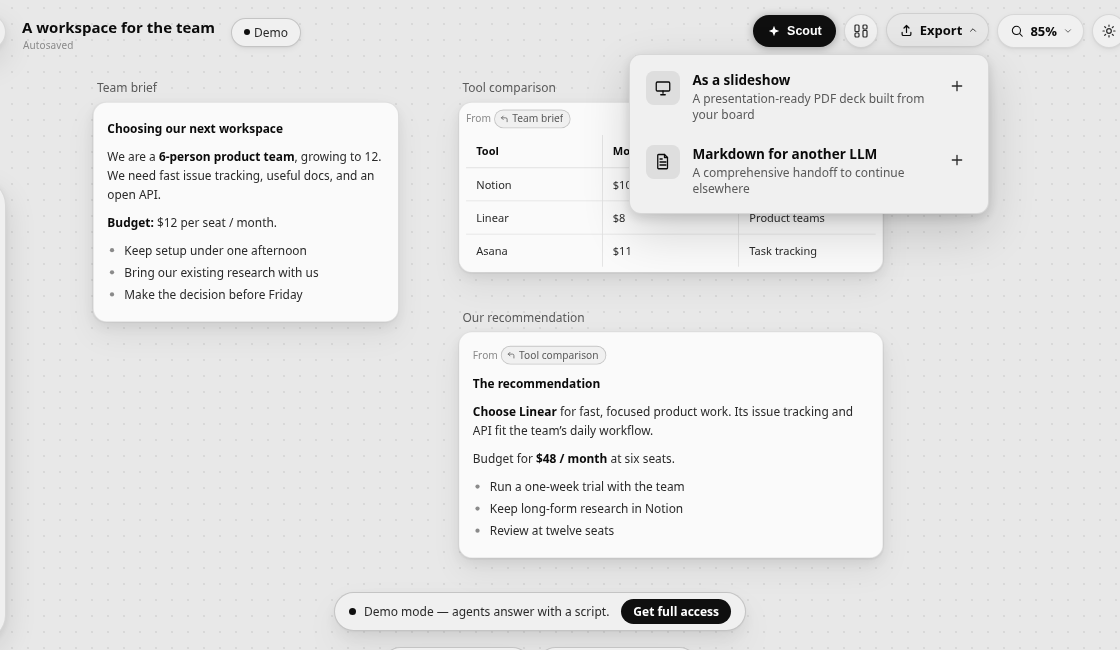 A workspace for the team
Autosaved
Demo
Scout
Export
85%
As a slideshow
A presentation-ready PDF deck built from
your board
Markdown for another LLM
A comprehensive handoff to continue
elsewhere
Team brief
Choosing our next workspace
We are a 6-person product team, growing to 12.
We need fast issue tracking, useful docs, and an
open API.
Budget: $12 per seat / month.
Keep setup under one afternoon
Bring our existing research with us
Make the decision before Friday
Tool comparison
From Team brief
Tool
Notion
Linear $8 Product teams
Asana $11 Task tracking
Our recommendation
From Tool comparison
The recommendation
Choose Linear for fast, focused product work. Its issue tracking and
API fit the team’s daily workflow.
Budget for $48 / month at six seats.
Run a one-week trial with the team
Keep long-form research in Notion
Review at twelve seats
Demo mode — agents answer with a script. Get full access